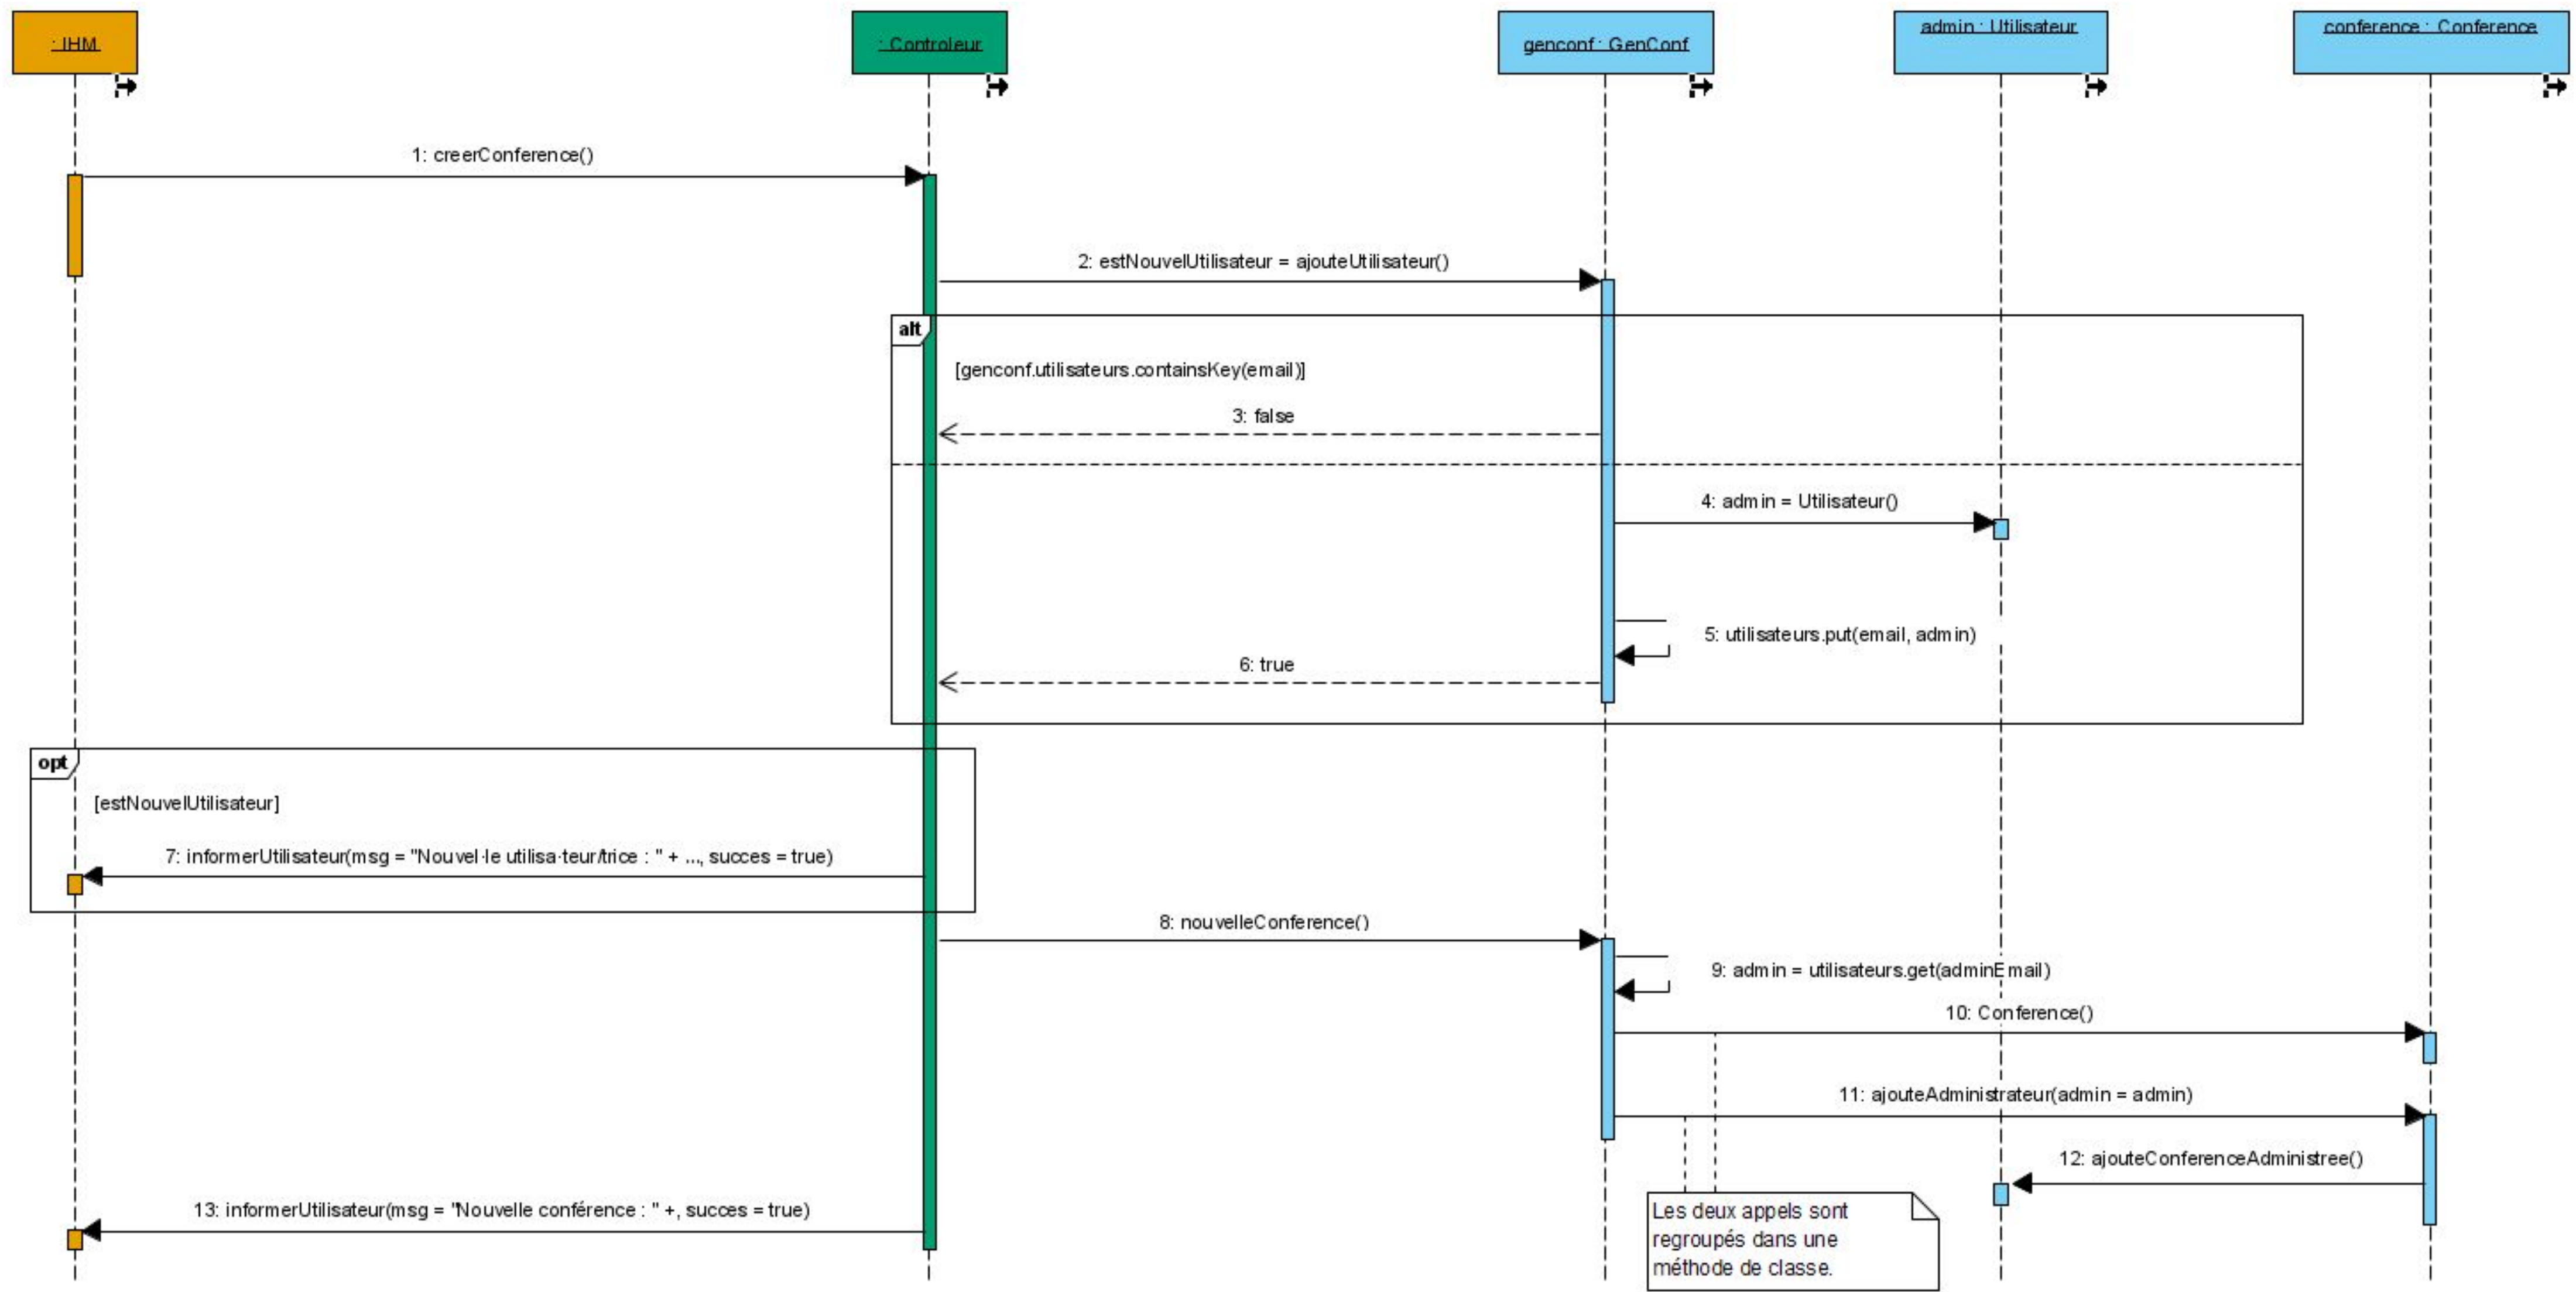 : IHM
: Controleur
genconf : GenConf
admin : Utilisateur
conference : Conference
1: creerConference()
2: estNouvelUtilisateur = ajouteUtilisateur()
alt
[genconf.utilisateurs.containsKey(email)]
3: false
4: admin = Utilisateur()
5: utilisateurs.put(email, admin)
6: true
opt
[estNouvelUtilisateur]
7: informerUtilisateur(msg = "Nouvel·le utilisa·teur/trice : " + ..., succes = true)
8: nouvelleConference()
9: admin = utilisateurs.get(adminEmail)
10: Conference()
11: ajouteAdministrateur(admin = admin)
12: ajouteConferenceAdministree()
13: informerUtilisateur(msg = "Nouvelle conférence : " +, succes = true)
Les deux appels sont
regroupés dans une
méthode de classe.